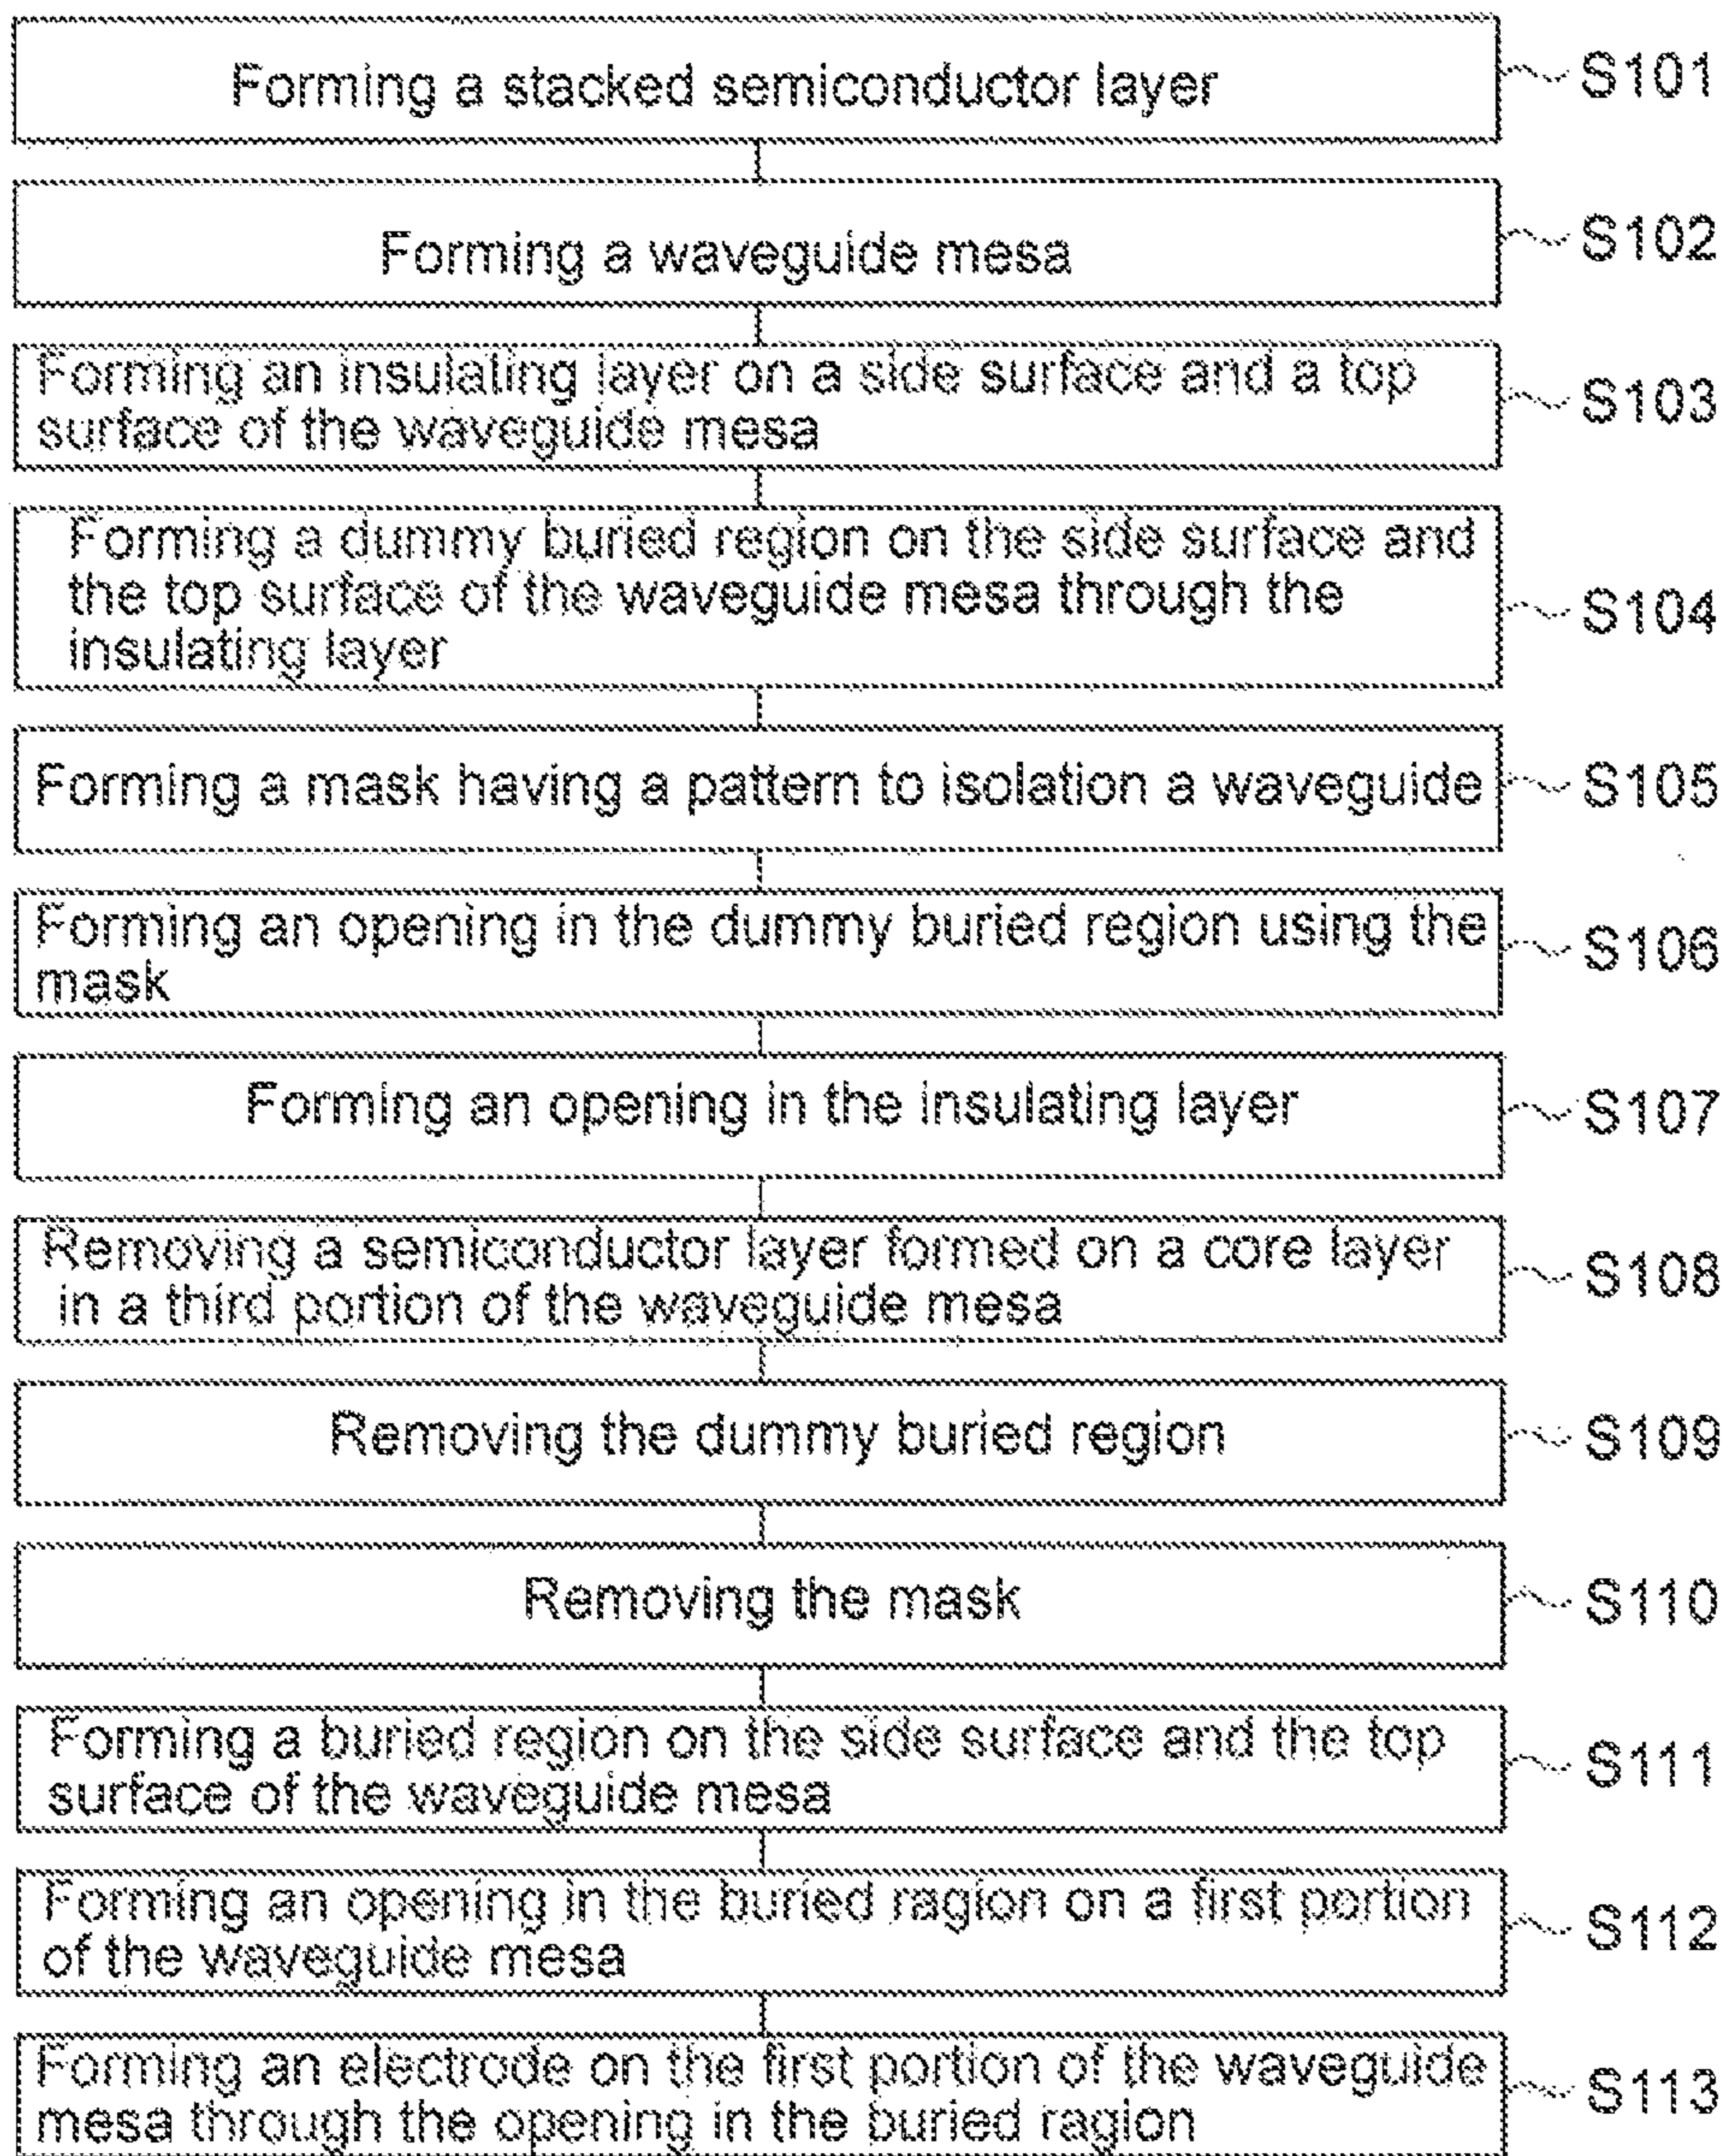 Forming a stacked semiconductor layer S101
Forming a waveguide mesa S102
Forming an insulating layer on a side surface and a top S103
surface of the waveguide mesa
Forming a dummy buried region on the side surface and
the top surface of the waveguide mesa through the S104
insulating layer
Forming a mask having a pattern to isolation a waveguide S105
Forming an opening in the dummy buried region using the S106
mask
Forming an opening in the insulating layer S107
Removing a semiconductor layer formed on a core layer S108
in a third portion of the waveguide mesa
Removing the dummy buried region S109
Removing the mask S110
Forming a buried region on the side surface and the top S111
surface of the waveguide mesa
Forming an opening in the buried ragion on a first portion S112
of the waveguide mesa
Forming an electrode on the first portion of the waveguide S113
mesa through the opening in the buried ragion